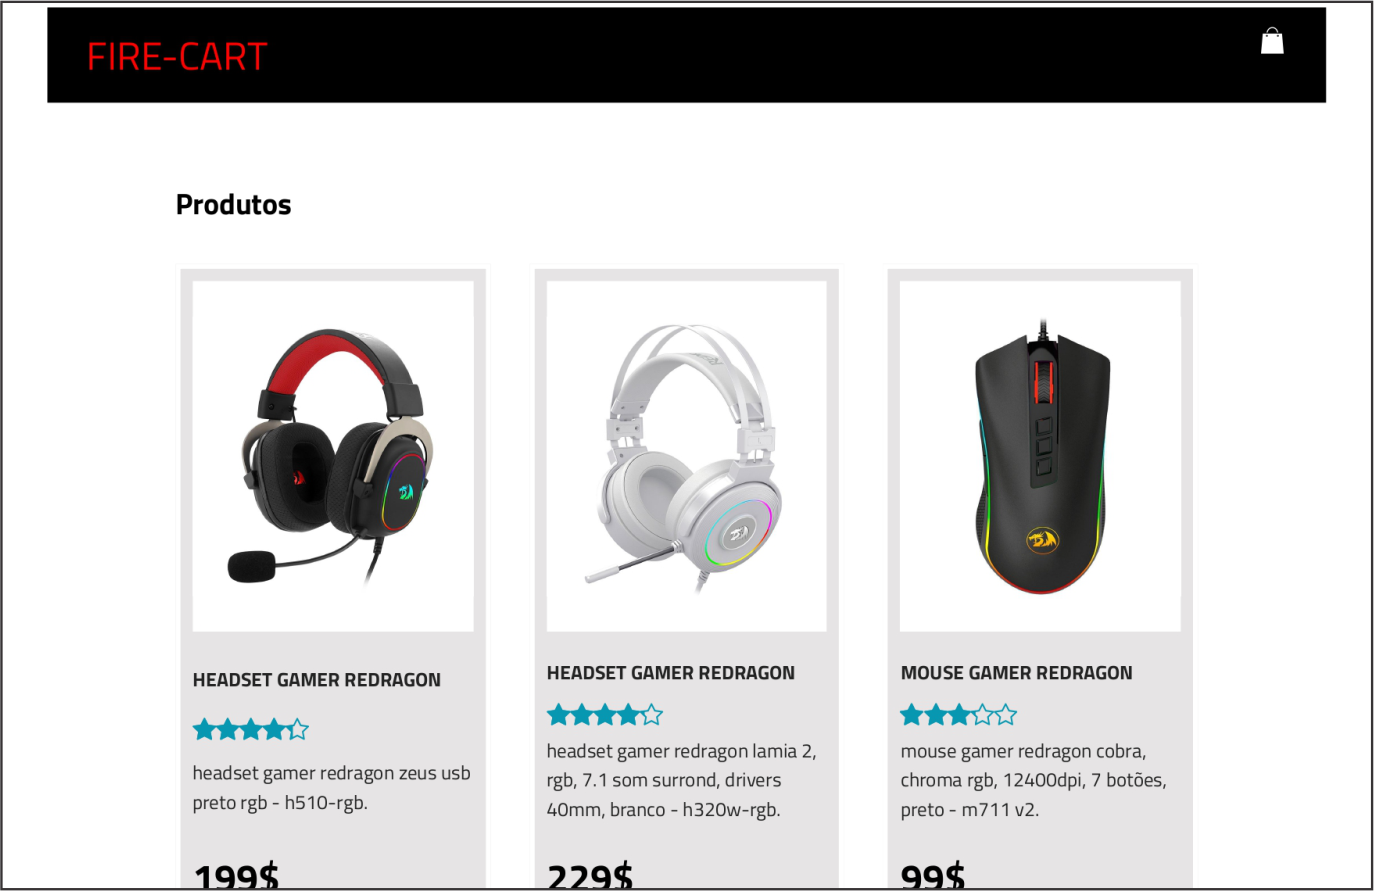 FIRE-CART
Produtos
HEADSET GAMER REDRAGON
headset gamer redragon zeus usb
preto rgb - h510-rgb.
199$
HEADSET GAMER REDRAGON
headset gamer redragon lamia 2,
rgb, 7.1 som surrond, drivers
40mm, branco - h320w-rgb.
229$
MOUSE GAMER REDRAGON
mouse gamer redragon cobra,
chroma rgb, 12400dpi, 7 botões,
preto - m711 v2.
99$